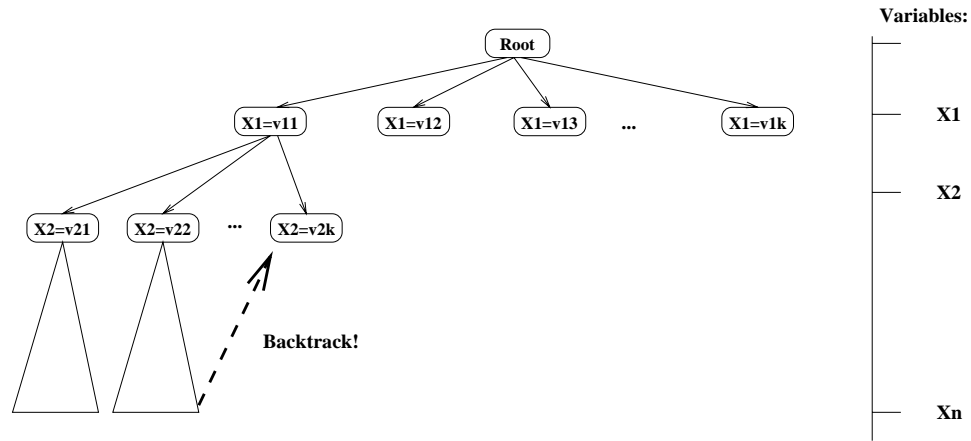 Variables:
Root
X1=v11
X1=v12
X1=v13
...
X1=v1k
X1
X2
X2=v21
X2=v22
...
X2=v2k
Backtrack!
Xn